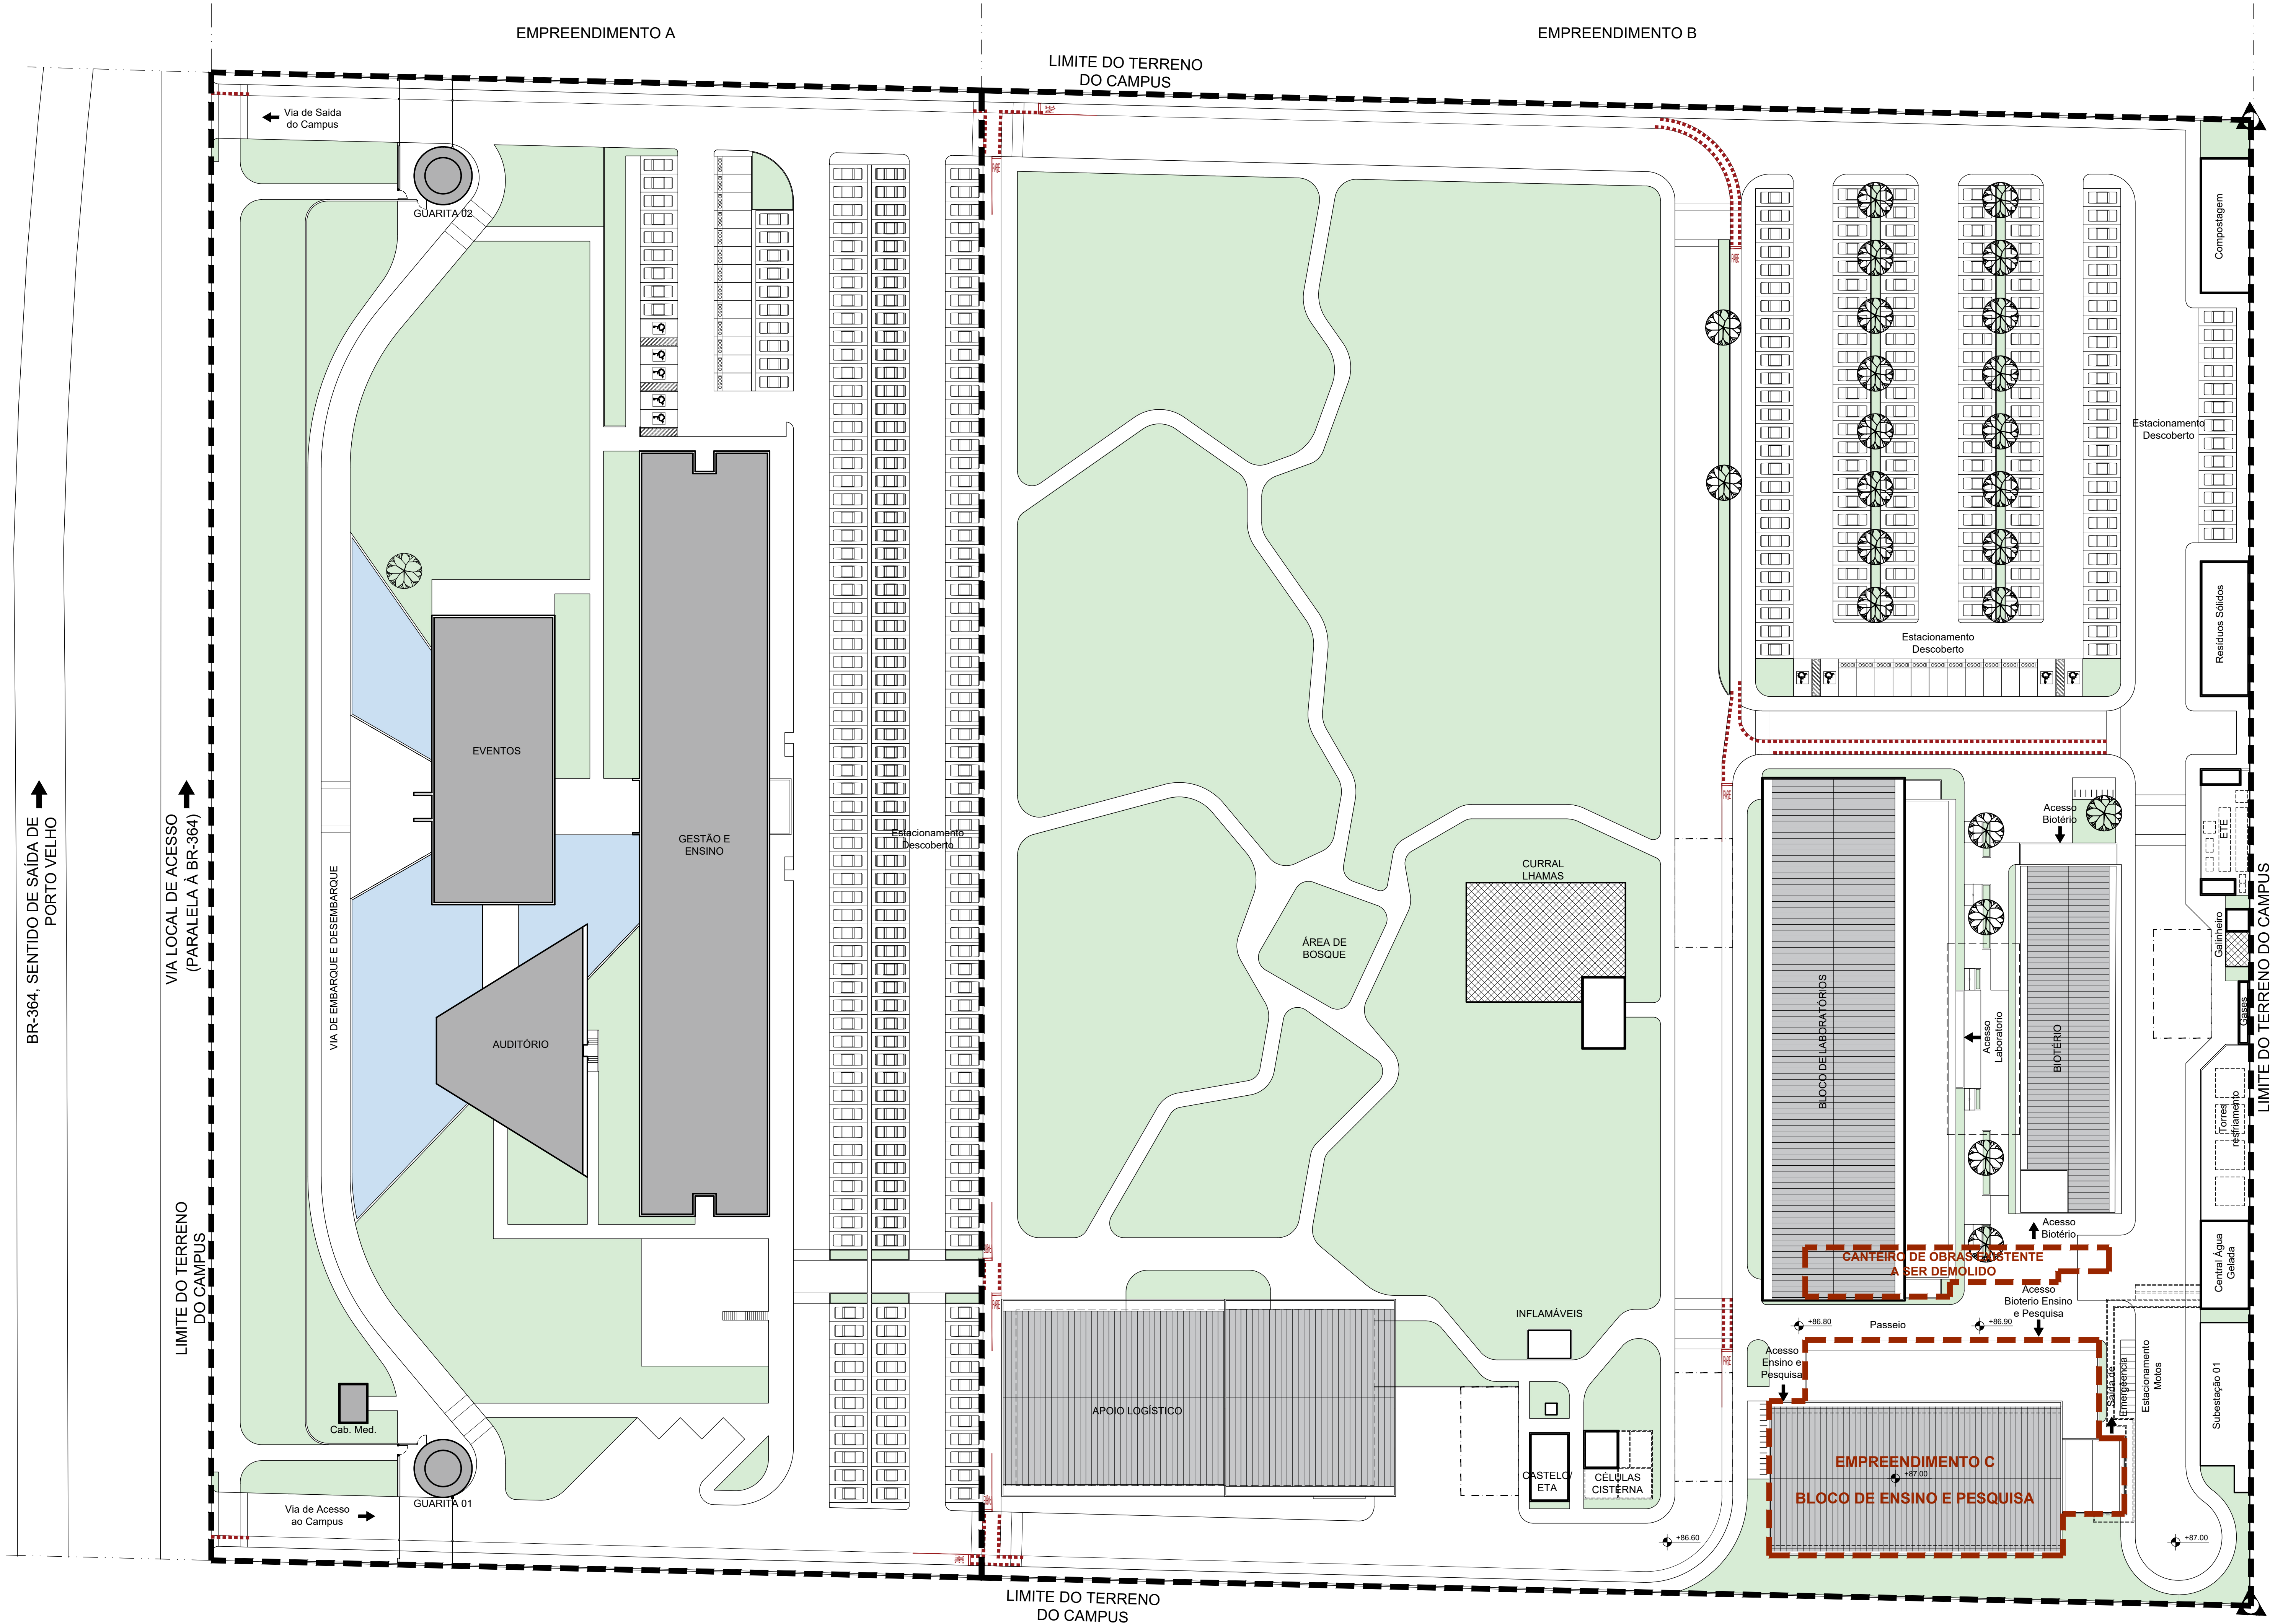 EMPREENDIMENTO A
EMPREENDIMENTO B
LIMITE DO TERRENO
DO CAMPUS
Via de Saida
do Campus
GUARITA 02
Compostagem
Estacionamento
Descoberto
Resíduos Sólidos
Estacionamento
Descoberto
EVENTOS
GESTÃO E
ENSINO
Estacionamento
Descoberto
BR-364, SENTIDO DE SAÍDA DE
PORTO VELHO
VIA LOCAL DE ACESSO
(PARALELA À BR-364)
VIA DE EMBARQUE E DESEMBARQUE
AUDITÓRIO
ÁREA DE
BOSQUE
CURRAL
LHAMAS
BLOCO DE LABORATÓRIOS
Acesso
Biotério
ETE
Galinheiro
Gases
LIMITE DO TERRENO DO CAMPUS
Acesso
Laboratorio
BIOTÉRIO
Torres
resfriamento
Acesso
Biotério
Central Água
Gelada
CANTEIRO DE OBRAS EXISTENTE
A SER DEMOLIDO
Acesso
Bioterio Ensino
e Pesquisa
LIMITE DO TERRENO
DO CAMPUS
INFLAMÁVEIS
+86.80
Passeio
+86.90
Acesso
Ensino e
Pesquisa
Saída de
Emergêencia
Estacionamento
Motos
Subestação 01
Cab. Med.
APOIO LOGÍSTICO
CASTELO/
ETA
CÉLULAS
CISTERNA
EMPREENDIMENTO C
+87.00
BLOCO DE ENSINO E PESQUISA
GUARITA 01
Via de Acesso
ao Campus
+86.60
+87.00
LIMITE DO TERRENO
DO CAMPUS